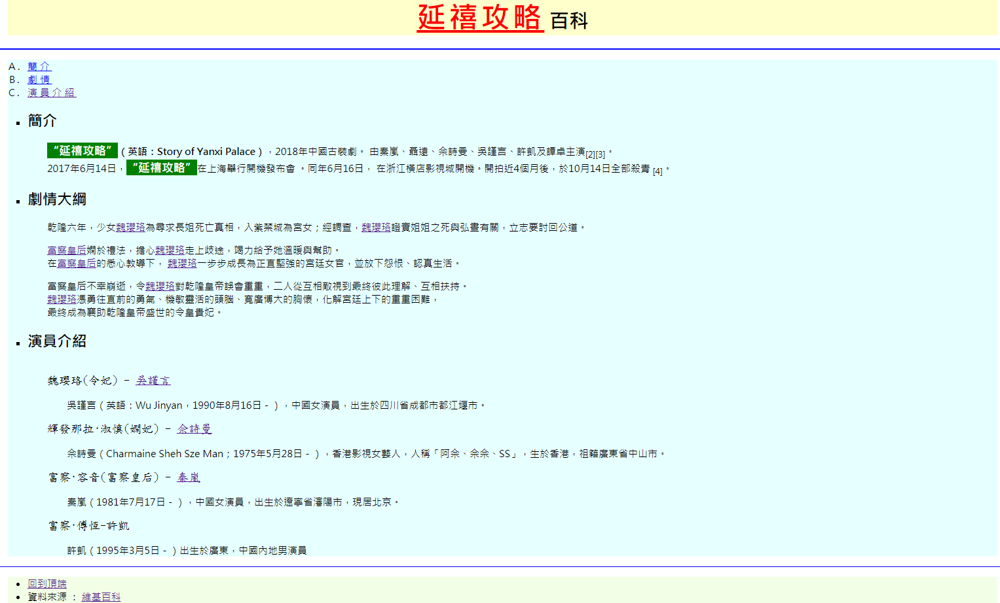 延禧攻略 百科
A. 簡介
B. 劇情
C. 演員介紹
簡介
“延禧攻略” ( 英語：Story of Yanxi Palace ) ，2018年中國古裝劇。 由秦嵐、聶遠、佘詩曼、吳謹言、許凱及譚卓主演[2][3]。
2017年6月14日，“延禧攻略”在上海舉行開機發布會 。同年6月16日， 在浙江橫店影視城開機。開拍近4個月後，於10月14日全部殺青 [4]。
劇情大綱
乾隆六年，少女魏瓔珞為尋求長姐死亡真相，入紫禁城為宮女；經調查，魏瓔珞證實姐姐之死與弘晝有關，立志要討回公道。
富察皇后嫻於禮法，擔心魏瓔珞走上歧途，竭力給予她溫暖與幫助。
在富察皇后的悉心教導下， 魏瓔珞一步步成長為正直堅強的宮廷女官，並放下怨恨、認真生活。
富察皇后不幸崩逝，令魏瓔珞對乾隆皇帝誤會重重，二人從互相敵視到最終彼此理解、互相扶持。
魏瓔珞憑勇往直前的勇氣、機敏靈活的頭腦、寬廣博大的胸懷，化解宮廷上下的重重困難，
最終成為襄助乾隆皇帝盛世的令皇貴妃。
演員介紹
魏瓔珞(令妃) - 吳謹言
吳謹言 ( 英語：Wu Jinyan，1990年8月16日 - ) ，中國女演員，出生於四川省成都市都江堰市。
輝發那拉·淑慎(嫻妃) - 佘詩曼
佘詩曼 ( Charmaine Sheh Sze Man；1975年5月28日 - ) ，香港影視女藝人，人稱「阿佘、佘佘、SS」，生於香港，祖籍廣東省中山市。
富察·容音(富察皇后) - 秦嵐
秦嵐 ( 1981年7月17日 - ) ，中國女演員，出生於遼寧省瀋陽市，現居北京。
富察·傅恆-許凱
許凱 ( 1995年3月5日 - ) 出生於廣東，中國內地男演員
回到頂端
資料來源 ： 維基百科